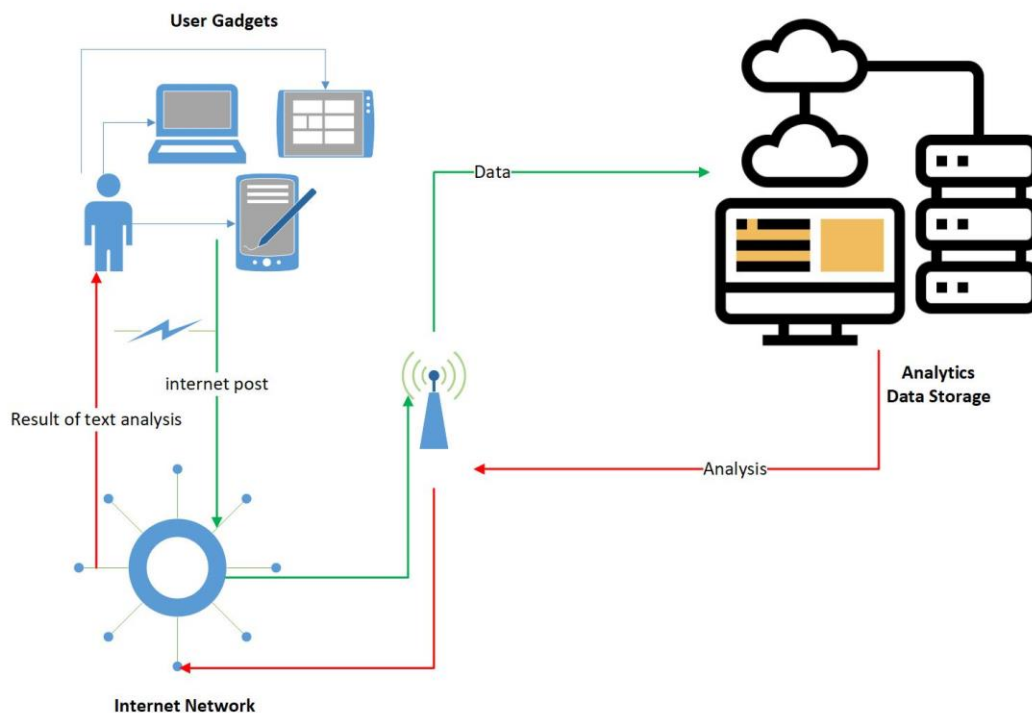 User Gadgets
Data
internet post
Result of text analysis
Analytics
Data Storage
Analysis
Internet Network